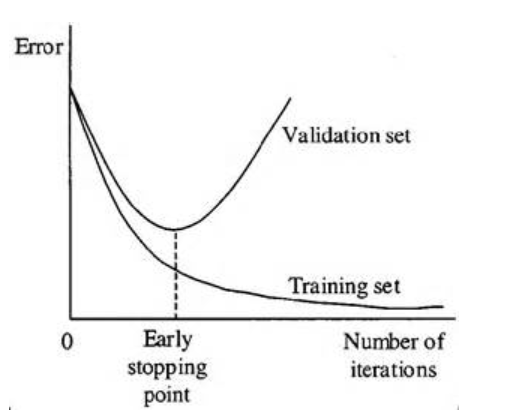 Error
Validation set
Training set
0
Early
stopping
point
Number of
iterations